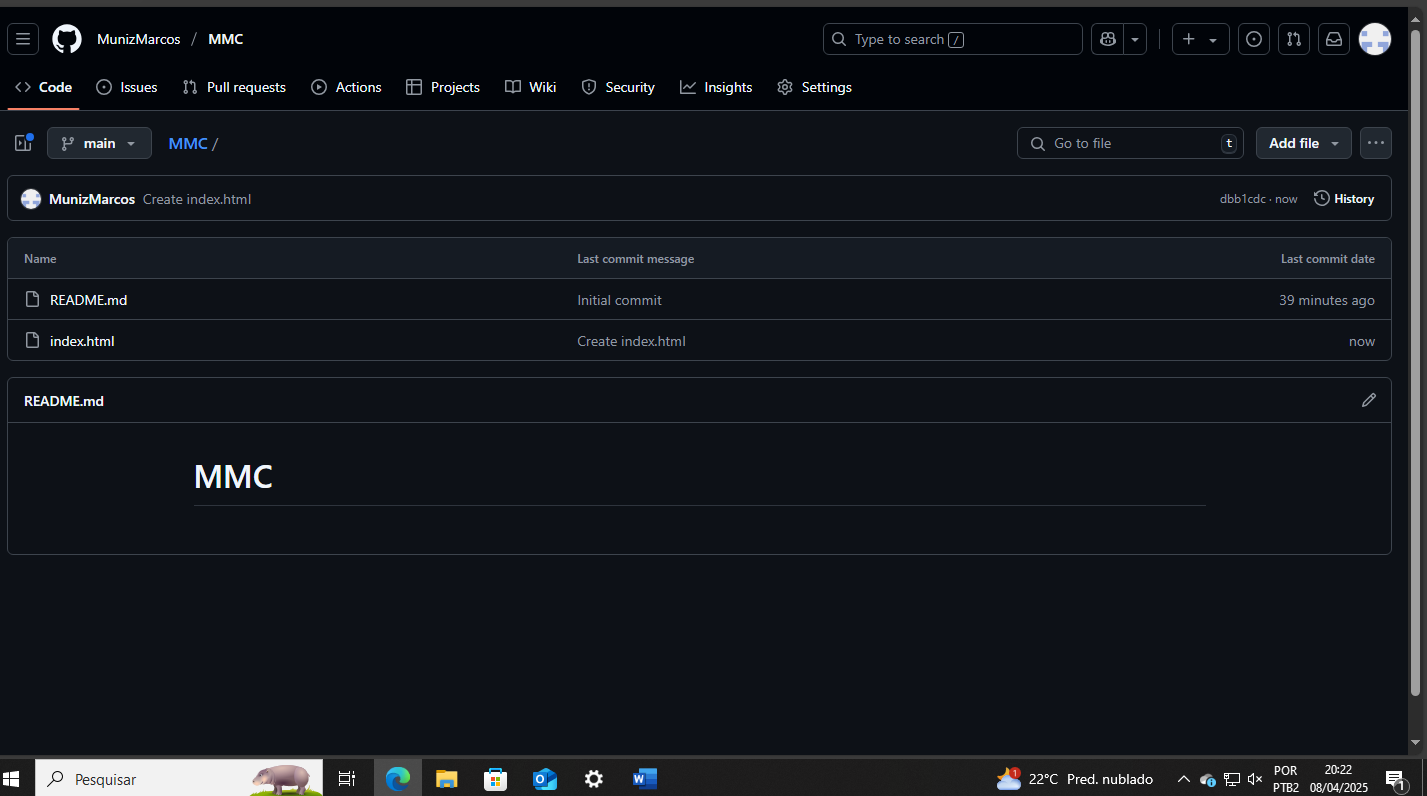 MunizMarcos / MMC
Type to search /
Code
Issues
Pull requests
Actions
Projects
Wiki
Security
Insights
Settings
main
MMC /
Go to file
t
Add file
MunizMarcos Create index.html
dbb1cdc · now
History
Name
Last commit message
Last commit date
README.md
Initial commit
39 minutes ago
index.html
Create index.html
now
README.md
MMC
Pesquisar
1
22°C Pred. nublado
POR
PTB2
20:22
08/04/2025
1